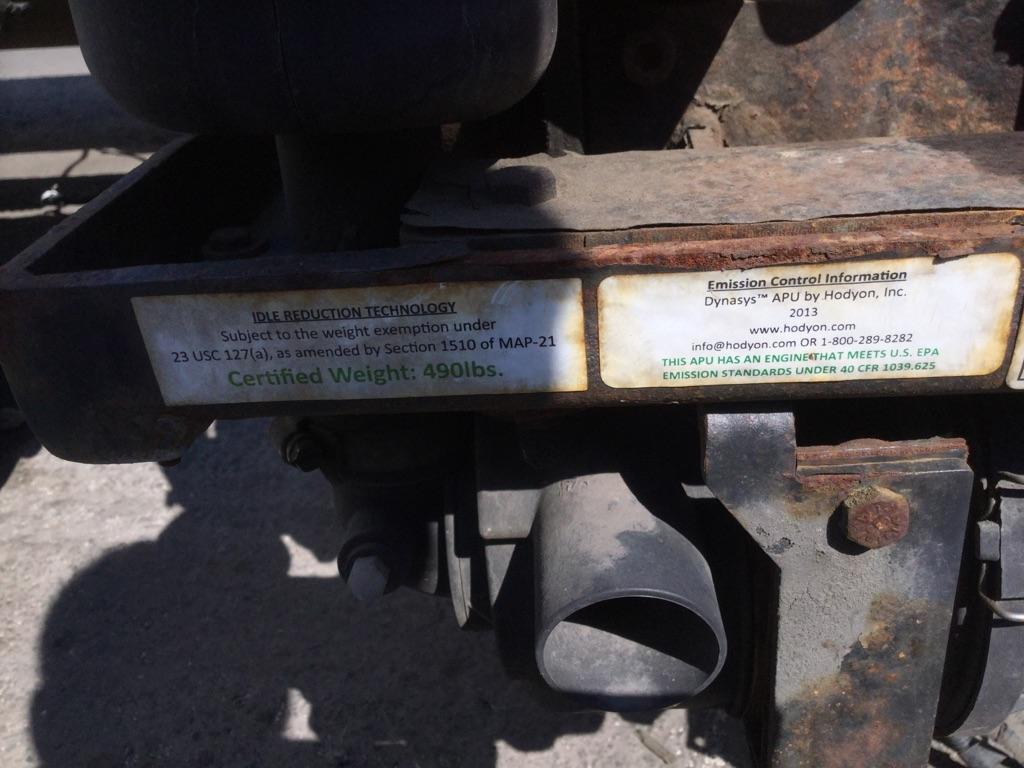 IDLE REDUCTION TECHNOLOGY
Subject to the weight exemption under
23 USC 127(a), as amended by Section 1510 of MAP-21
Certified Weight: 490lbs.
Emission Control Information
Dynasys™ APU by Hodyon, Inc.
2013
www.hodyon.com
info@hodyon.com OR 1-800-289-8282
THIS APU HAS AN ENGINE THAT MEETS U.S. EPA
EMISSION STANDARDS UNDER 40 CFR 1039.625